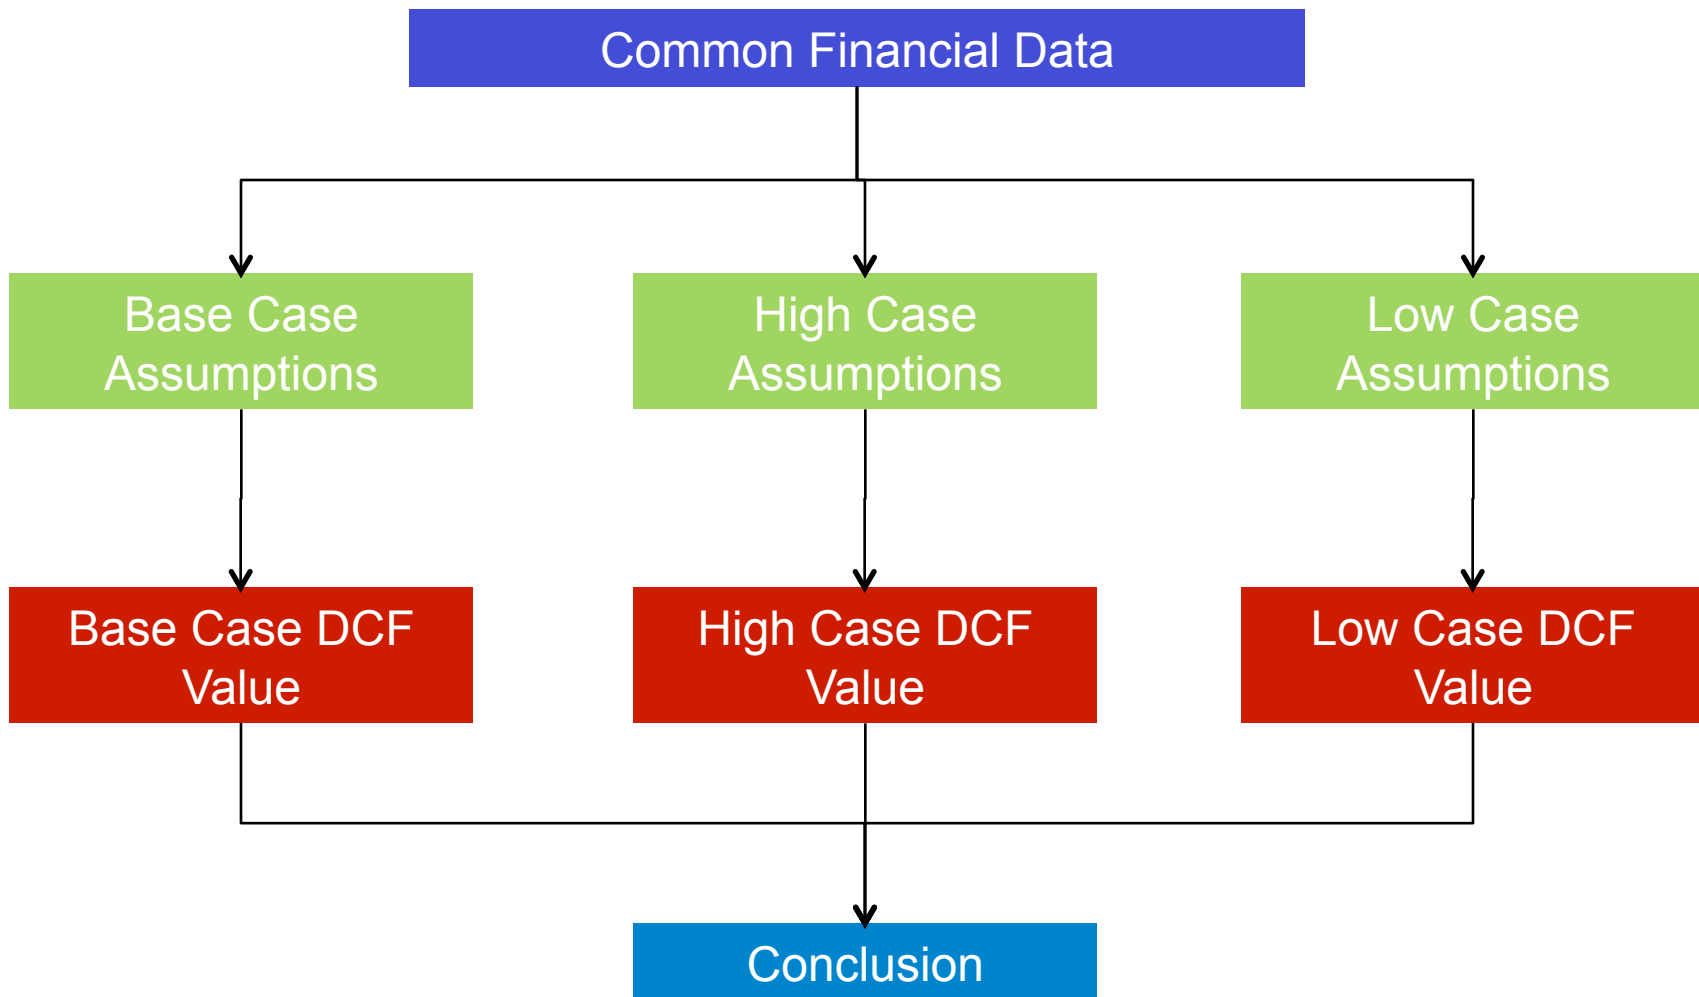 Common Financial Data
Base Case
Assumptions
High Case
Assumptions
Low Case
Assumptions
Base Case DCF
Value
High Case DCF
Value
Low Case DCF
Value
Conclusion